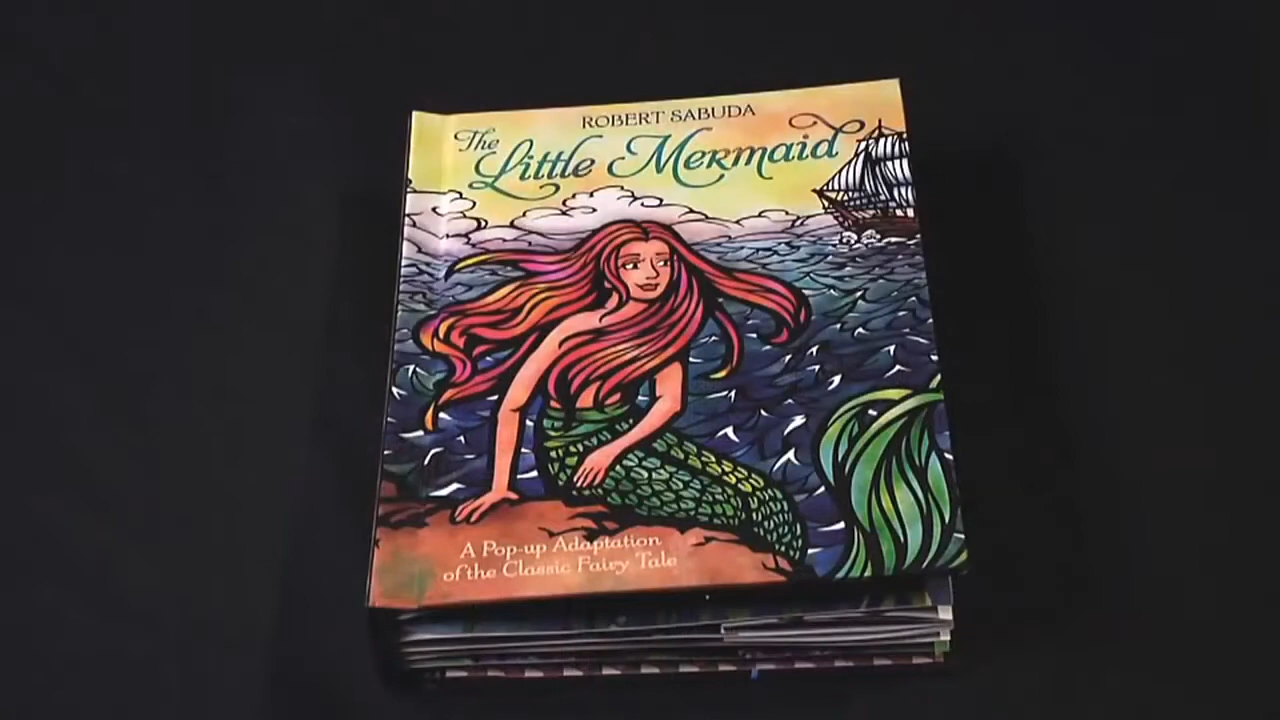 ROBERT SABUDA
The
Little Mermaid
A Pop-up Adaptation
of the Classic Fairy Tale